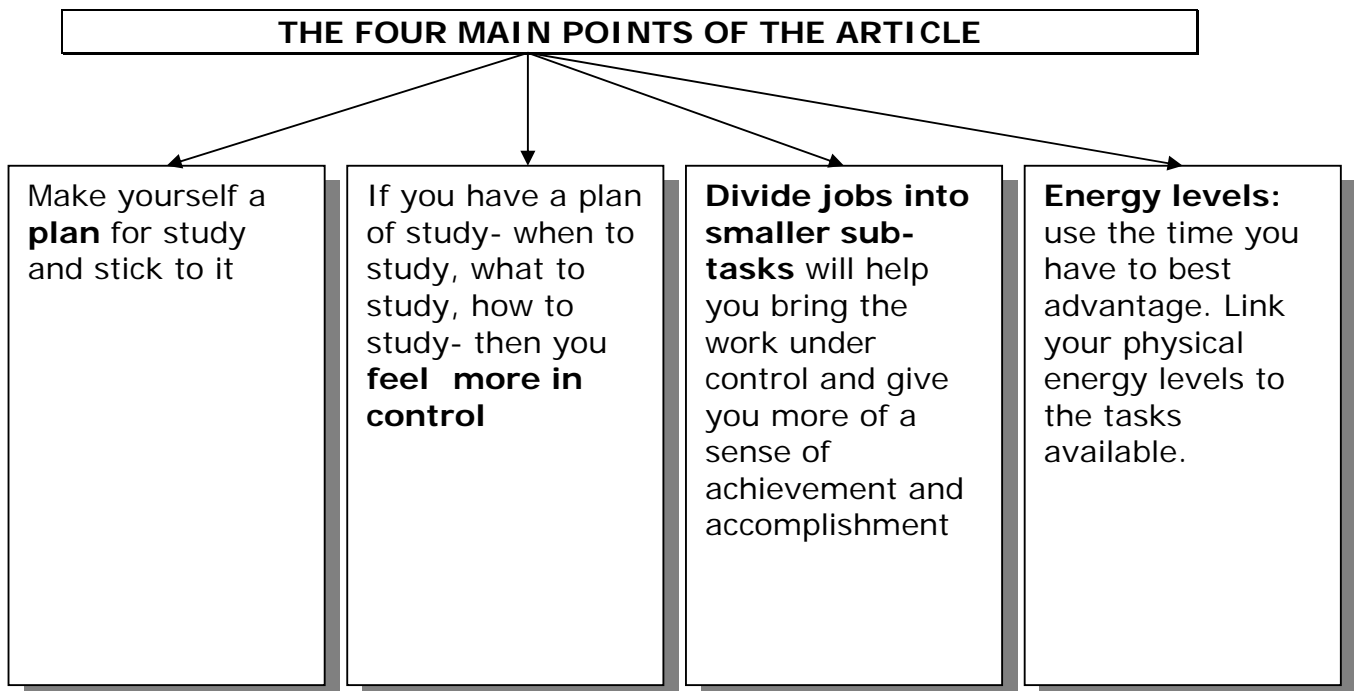 THE FOUR MAIN POINTS OF THE ARTICLE
Make yourself a
plan for study
and stick to it
If you have a plan
of study- when to
study, what to
study, how to
study- then you
feel more in
control
Divide jobs into
smaller sub-
tasks will help
you bring the
work under
control and give
you more of a
sense of
achievement and
accomplishment
Energy levels:
use the time you
have to best
advantage. Link
your physical
energy levels to
the tasks
available.